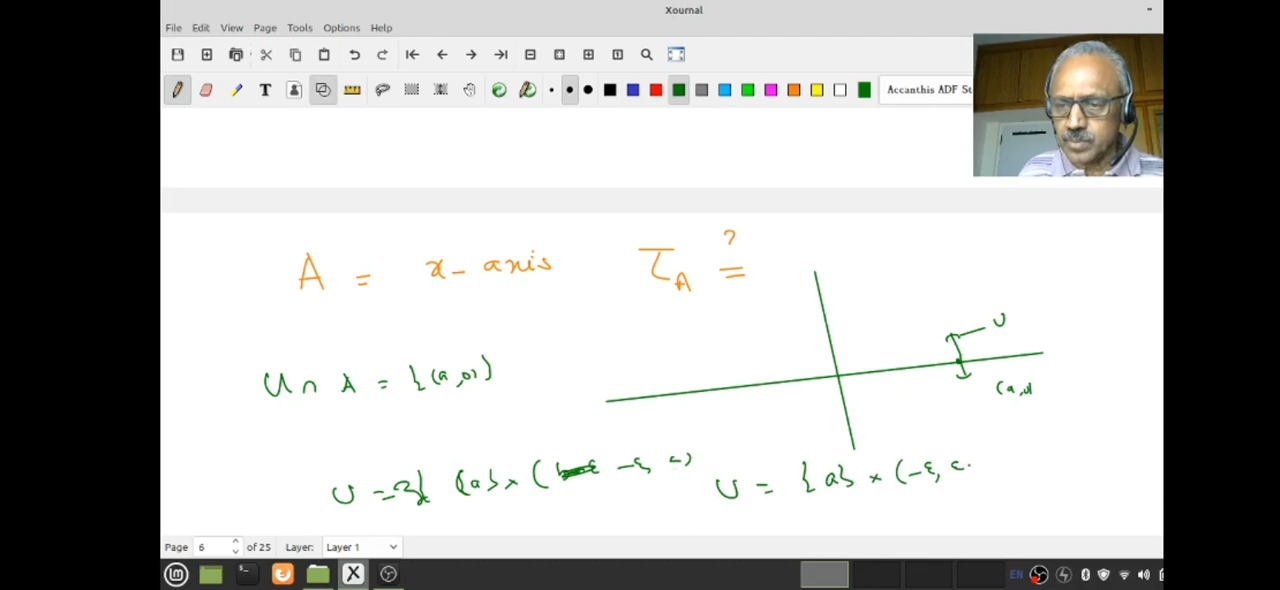 Xournal
File Edit View Page Tools Options Help
Accanthis ADF St
A = x-axis τ_A ?=
U
U ∩ A = {(a,0)}
(a,0)
U = {a} × ( -ε, ε) U = {a} × (-ε, ε
Page 6 of 25 Layer: Layer 1
EN